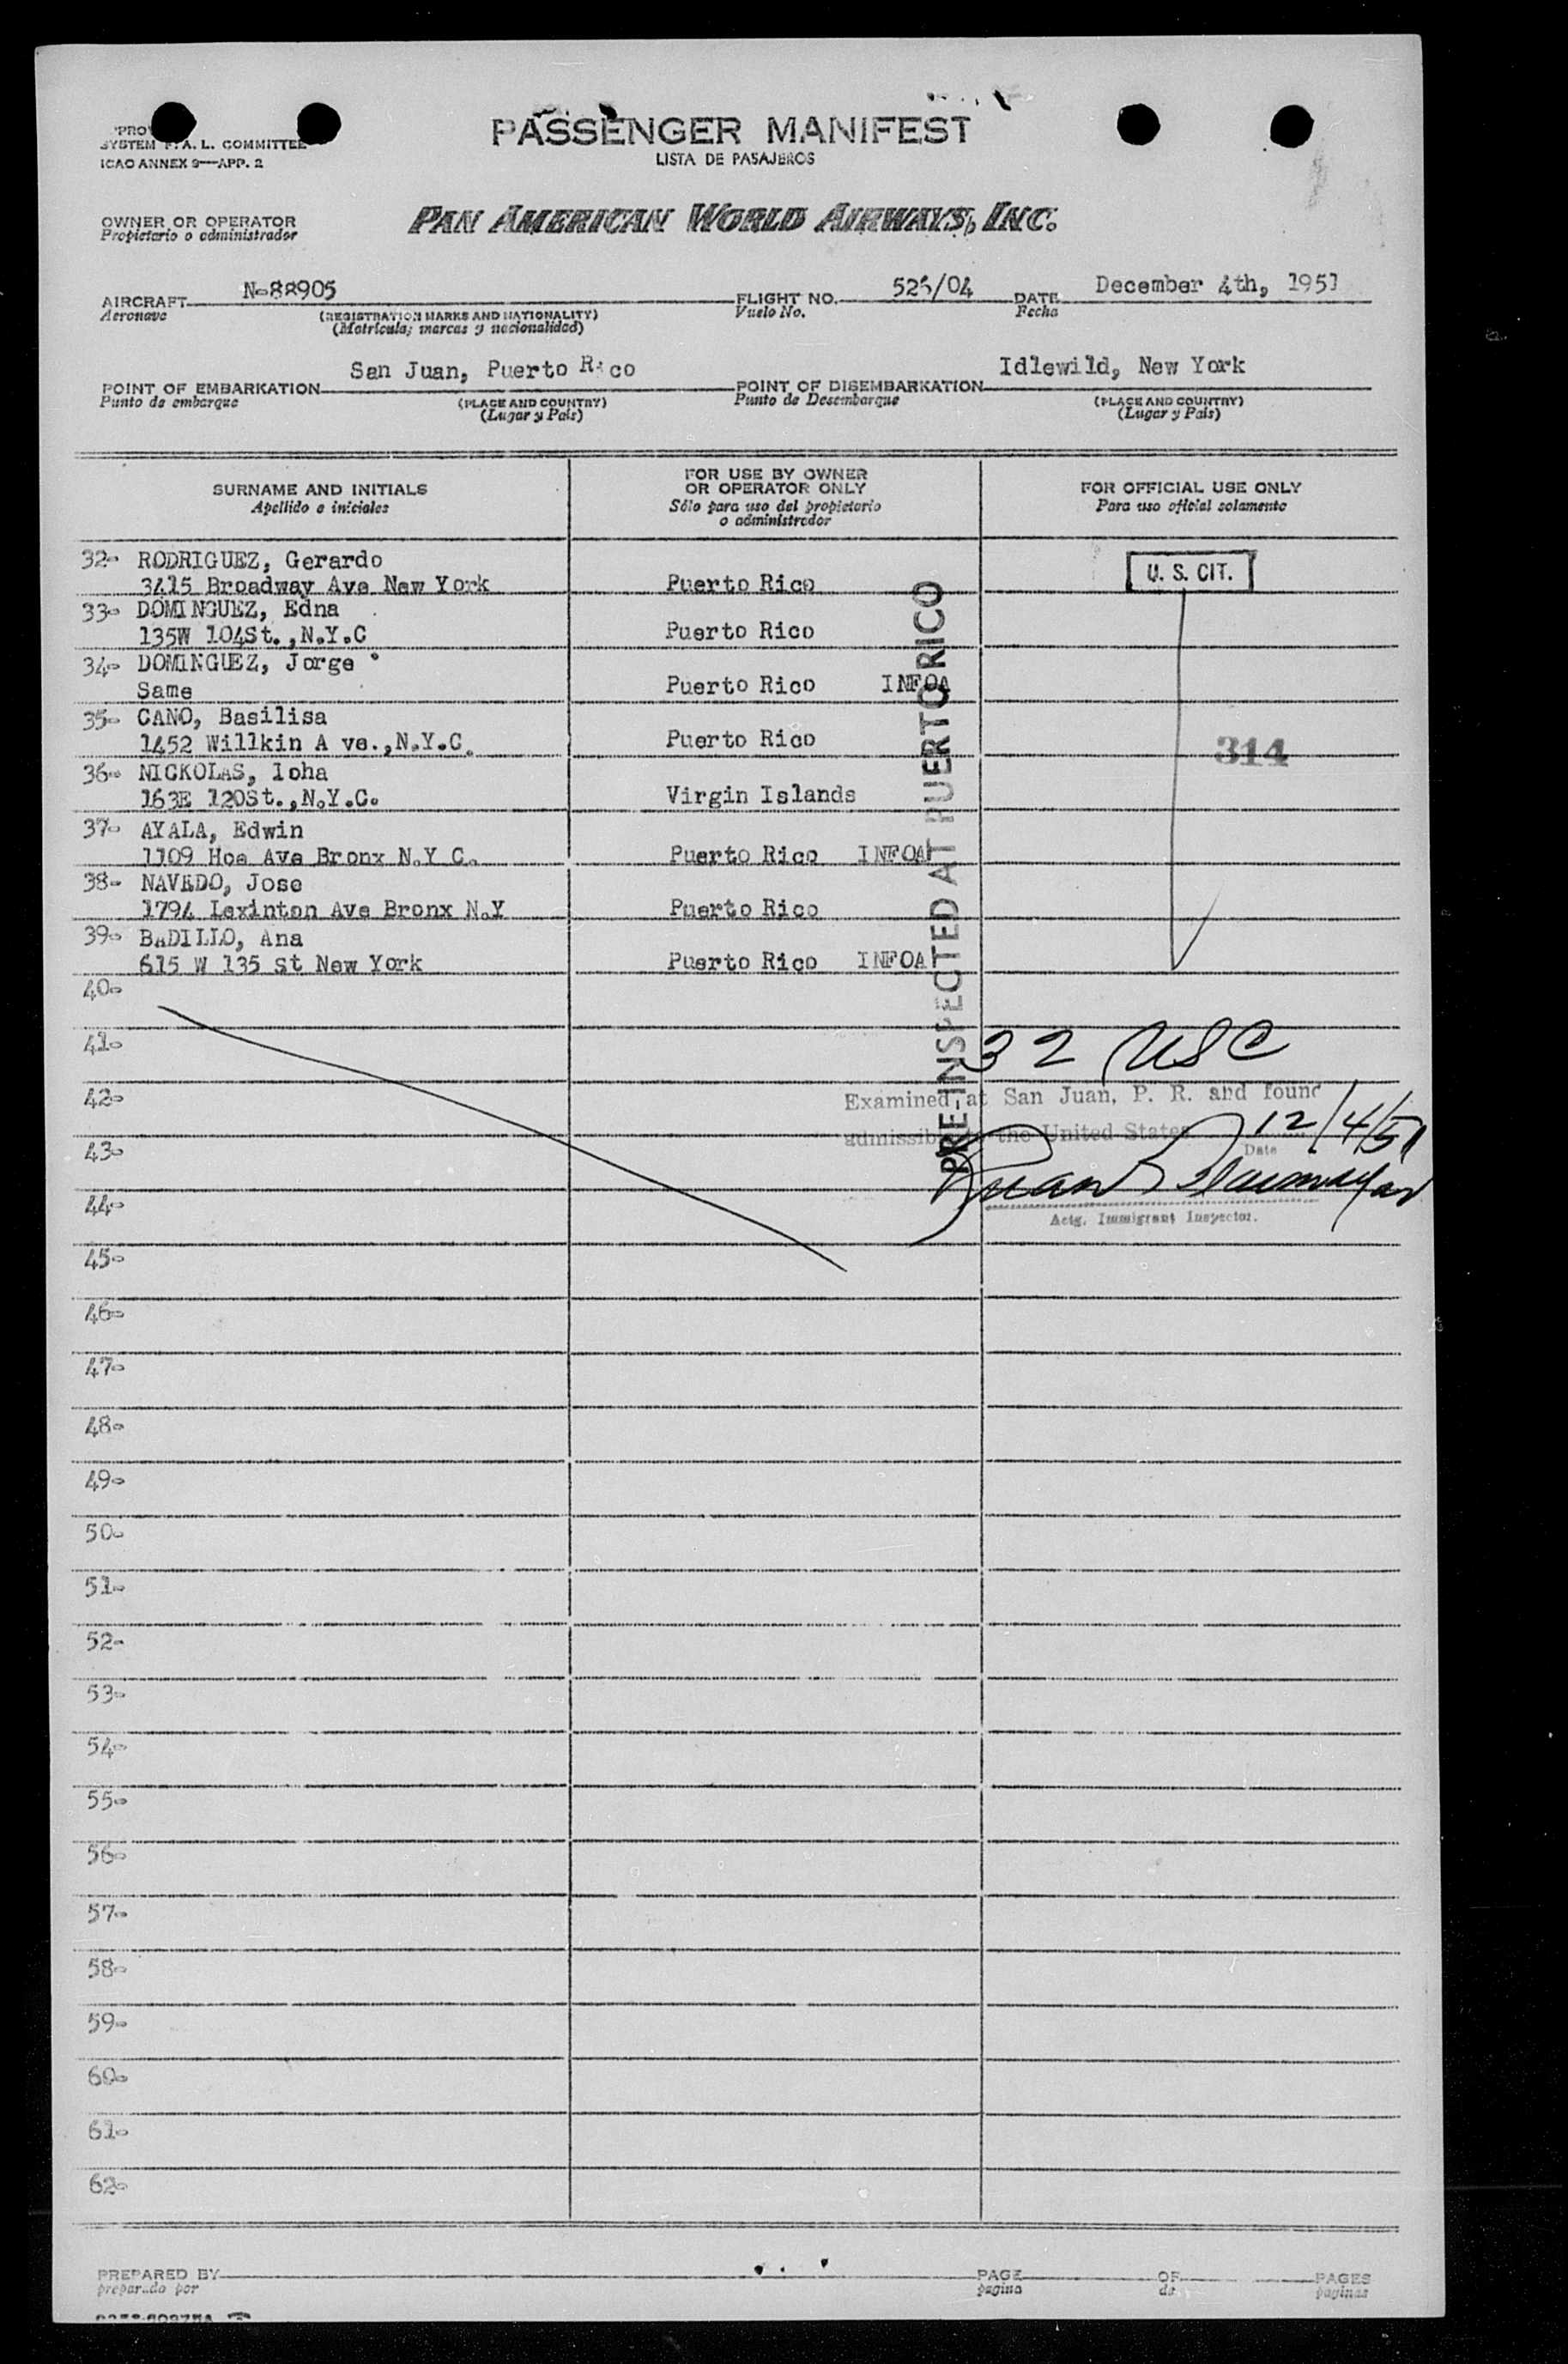 SYSTEM F. A. L. COMMITTEE
ICAO ANNEX 9—APP. 2
PASSENGER MANIFEST
LISTA DE PASAJEROS
OWNER OR OPERATOR
Propietario o administrador
PAN AMERICAN WORLD AIRWAYS, INC.
AIRCRAFT N-88905 FLIGHT NO. 526/04 DATE December 4th, 1951
Aeronave (REGISTRATION MARKS AND NATIONALITY) Vuelo No. Fecha
(Matrícula; marcas y nacionalidad)
POINT OF EMBARKATION San Juan, Puerto Rico POINT OF DISEMBARKATION Idlewild, New York
Punto de embarque (PLACE AND COUNTRY) Punto de Desembarque (PLACE AND COUNTRY)
(Lugar y País) (Lugar y País)
SURNAME AND INITIALS
Apellido e iniciales
FOR USE BY OWNER
OR OPERATOR ONLY
Sólo para uso del propietario
o administrador
FOR OFFICIAL USE ONLY
Para uso oficial solamente
32- RODRIGUEZ, Gerardo
3415 Broadway Ave New York Puerto Rico U. S. CIT.
33- DOMINGUEZ, Edna
135W 104St.,N.Y.C Puerto Rico
34- DOMINGUEZ, Jorge
Same Puerto Rico INFOA
35- CANO, Basilisa
1452 Willkin A ve.,N.Y.C. Puerto Rico
314
36- NICKOLAS, Ioha
163E 120St.,N.Y.C. Virgin Islands
37- AYALA, Edwin
1109 Hoe Ave Bronx N.Y C. Puerto Rico INFOA
38- NAVEDO, Jose
1794 Lexinton Ave Bronx N.Y Puerto Rico
39- BADILLO, Ana
615 W 135 St New York Puerto Rico INFOA
PRE-INSPECTED AT PUERTO RICO
40-
41-
32 USC
42-
Examined at San Juan, P. R. and found
admissible to the United States 12/4/51
Date
43-
44-
Actg. Immigrant Inspector.
45-
46-
47-
48-
49-
50-
51-
52-
53-
54-
55-
56-
57-
58-
59-
60-
61-
62-
PREPARED BY PAGE OF PAGES
preparado por pagina de paginas